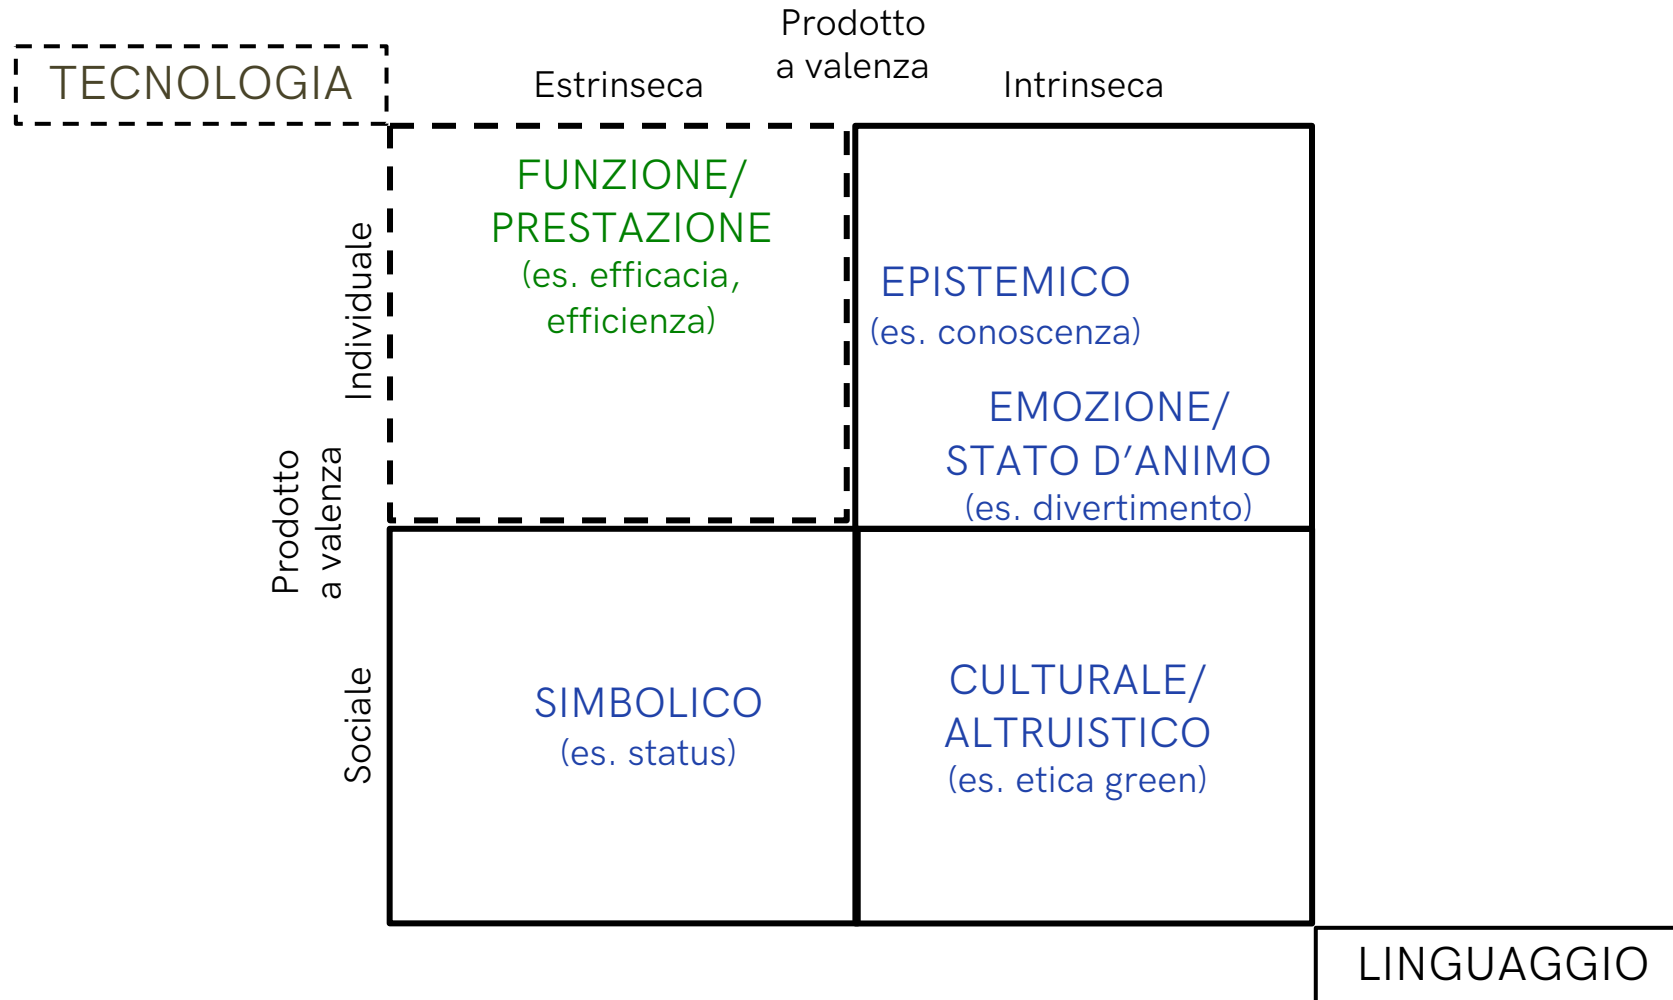 Prodotto
a valenza
TECNOLOGIA
Estrinseca
Intrinseca
FUNZIONE/
PRESTAZIONE
(es. efficacia,
efficienza)
Individuale
EPISTEMICO
(es. conoscenza)
EMOZIONE/
STATO D’ANIMO
(es. divertimento)
Prodotto
a valenza
Sociale
SIMBOLICO
(es. status)
CULTURALE/
ALTRUISTICO
(es. etica green)
LINGUAGGIO